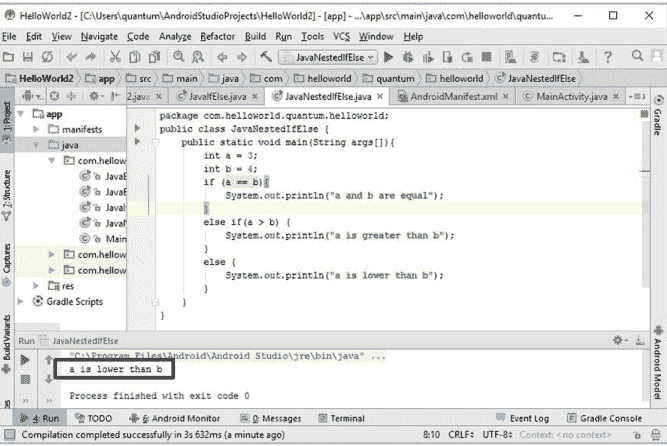 HelloWorld2 - [C:\Users\quantum\AndroidStudioProjects\HelloWorld2] - [app] - ...\app\src\main\java\com\helloworld\quantu...
File Edit View Navigate Code Analyze Refactor Build Run Tools VCS Window Help
JavaNestedIfElse
HelloWorld2 app src main java com helloworld quantum helloworld JavaNestedIfElse
2.java JavaIfElse.java JavaNestedIfElse.java AndroidManifest.xml MainActivity.java
1: Project
7: Structure
Captures
Build Variants
app
manifests
java
com.hellow
JavaE
JavaE
JavaI
JavaN
Main
com.hellow
com.hellow
res
Gradle Scripts
package com.helloworld.quantum.helloworld;
public class JavaNestedIfElse {
public static void main(String args[]){
int a = 3;
int b = 4;
if (a == b){
System.out.println("a and b are equal");
}
else if(a > b) {
System.out.println("a is greater than b");
}
else {
System.out.println("a is lower than b");
}
}
}
Gradle
Android Model
Run JavaNestedIfElse
"C:\Program Files\Android\Android Studio\jre\bin\java" ...
a is lower than b
Process finished with exit code 0
4: Run TODO 6: Android Monitor 0: Messages Terminal Event Log Gradle Console
Compilation completed successfully in 3s 632ms (a minute ago) 8:10 CRLF÷ UTF-8÷ Context: <no context>